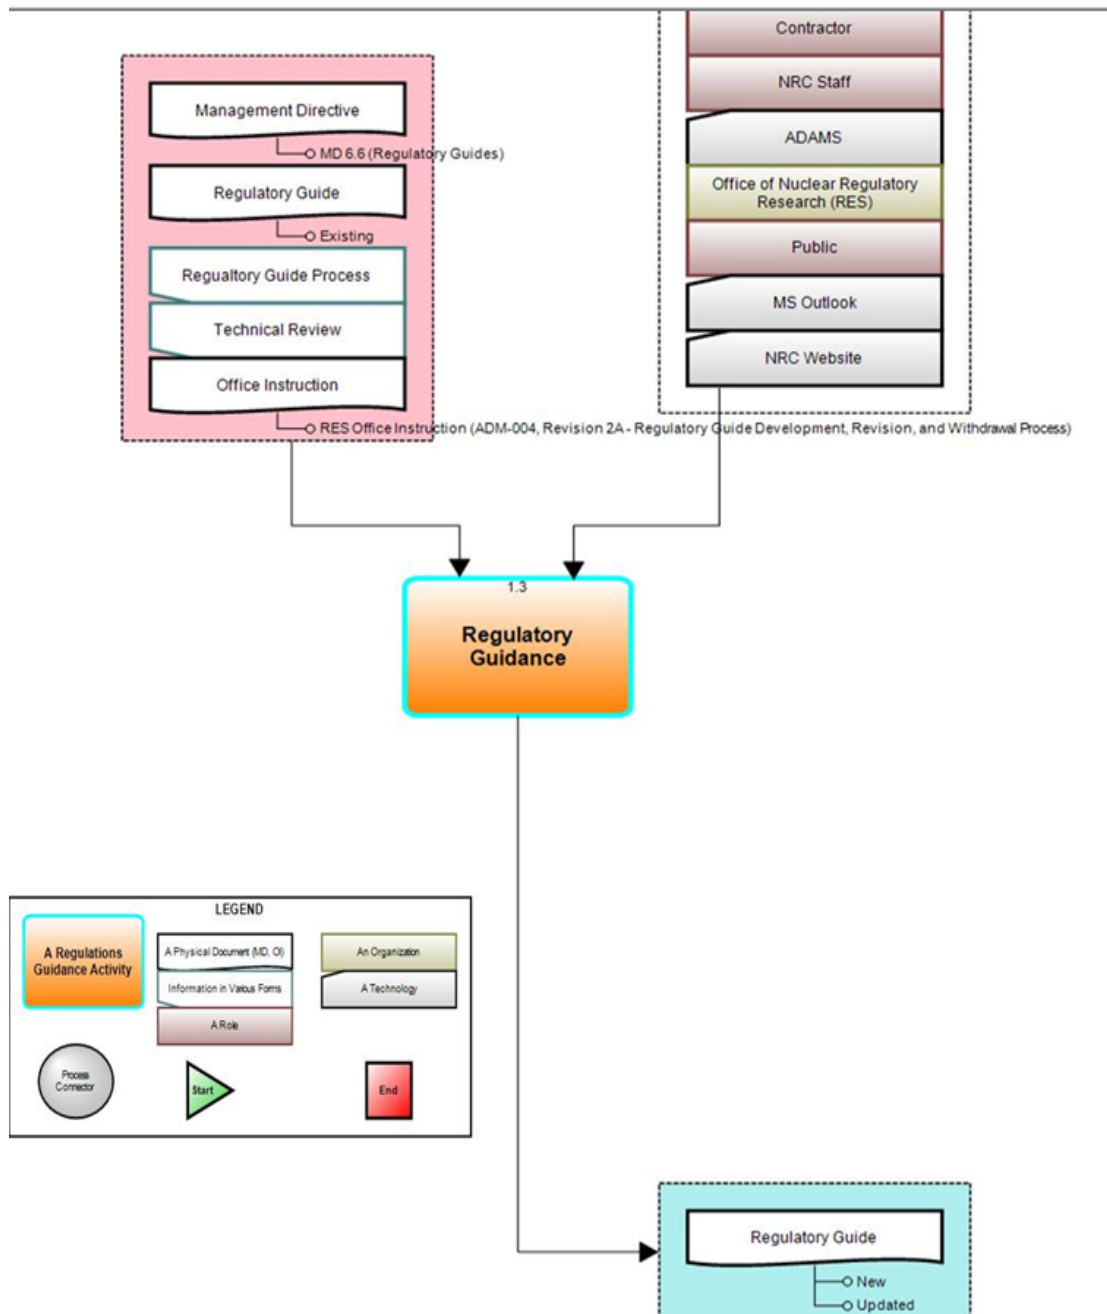 Contractor
NRC Staff
ADAMS
Office of Nuclear Regulatory
Research (RES)
Public
MS Outlook
NRC Website
Management Directive
MD 6.6 (Regulatory Guides)
Regulatory Guide
Existing
Regualtory Guide Process
Technical Review
Office Instruction
RES Office Instruction (ADM-004, Revision 2A - Regulatory Guide Development, Revision, and Withdrawal Process)
1.3
Regulatory
Guidance
LEGEND
A Regulations
Guidance Activity
A Physical Document (MD, OI)
Information in Various Forms
A Role
An Organization
A Technology
Process
Connector
Start
End
Regulatory Guide
New
Updated